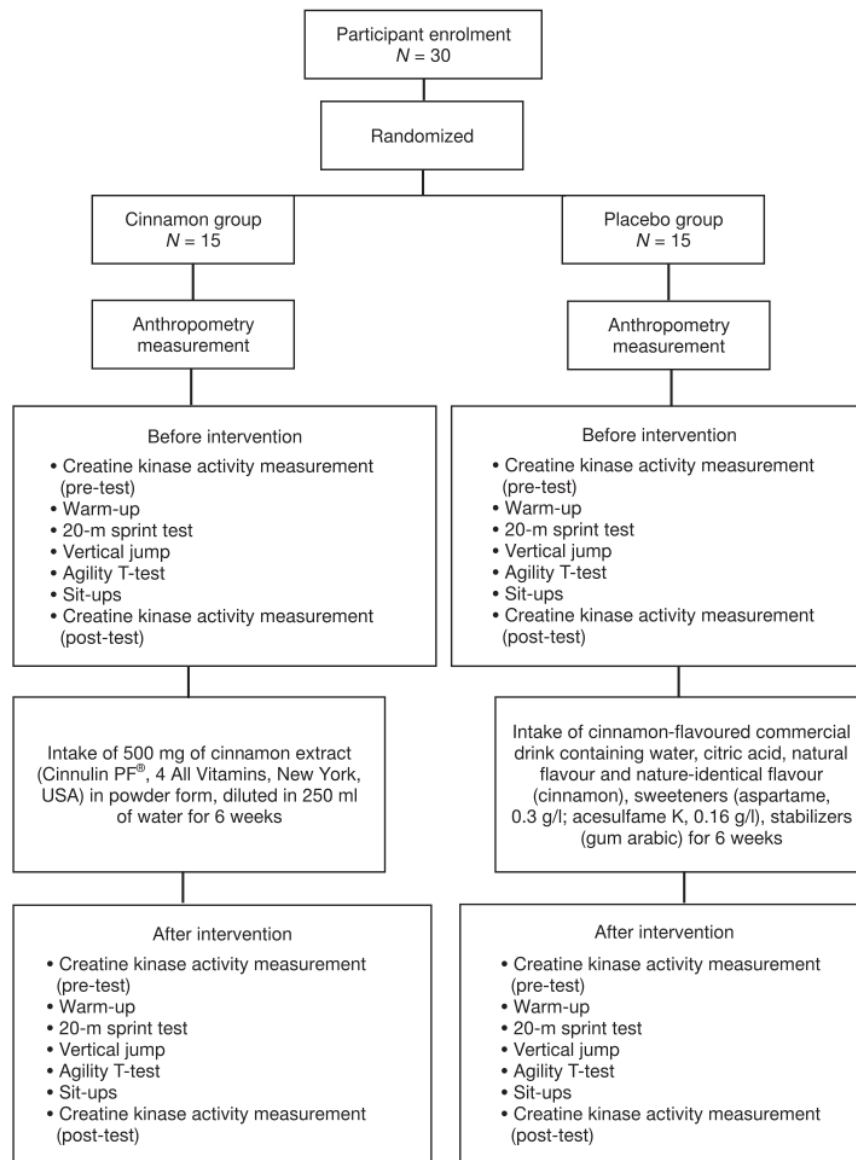 Participant enrolment
N = 30
Randomized
Cinnamon group
N = 15
Placebo group
N = 15
Anthropometry
measurement
Anthropometry
measurement
Before intervention
• Creatine kinase activity measurement
(pre-test)
• Warm-up
• 20-m sprint test
• Vertical jump
• Agility T-test
• Sit-ups
• Creatine kinase activity measurement
(post-test)
Before intervention
• Creatine kinase activity measurement
(pre-test)
• Warm-up
• 20-m sprint test
• Vertical jump
• Agility T-test
• Sit-ups
• Creatine kinase activity measurement
(post-test)
Intake of 500 mg of cinnamon extract
(Cinnulin PF®, 4 All Vitamins, New York,
USA) in powder form, diluted in 250 ml
of water for 6 weeks
Intake of cinnamon-flavoured commercial
drink containing water, citric acid, natural
flavour and nature-identical flavour
(cinnamon), sweeteners (aspartame,
0.3 g/l; acesulfame K, 0.16 g/l), stabilizers
(gum arabic) for 6 weeks
After intervention
• Creatine kinase activity measurement
(pre-test)
• Warm-up
• 20-m sprint test
• Vertical jump
• Agility T-test
• Sit-ups
• Creatine kinase activity measurement
(post-test)
After intervention
• Creatine kinase activity measurement
(pre-test)
• Warm-up
• 20-m sprint test
• Vertical jump
• Agility T-test
• Sit-ups
• Creatine kinase activity measurement
(post-test)